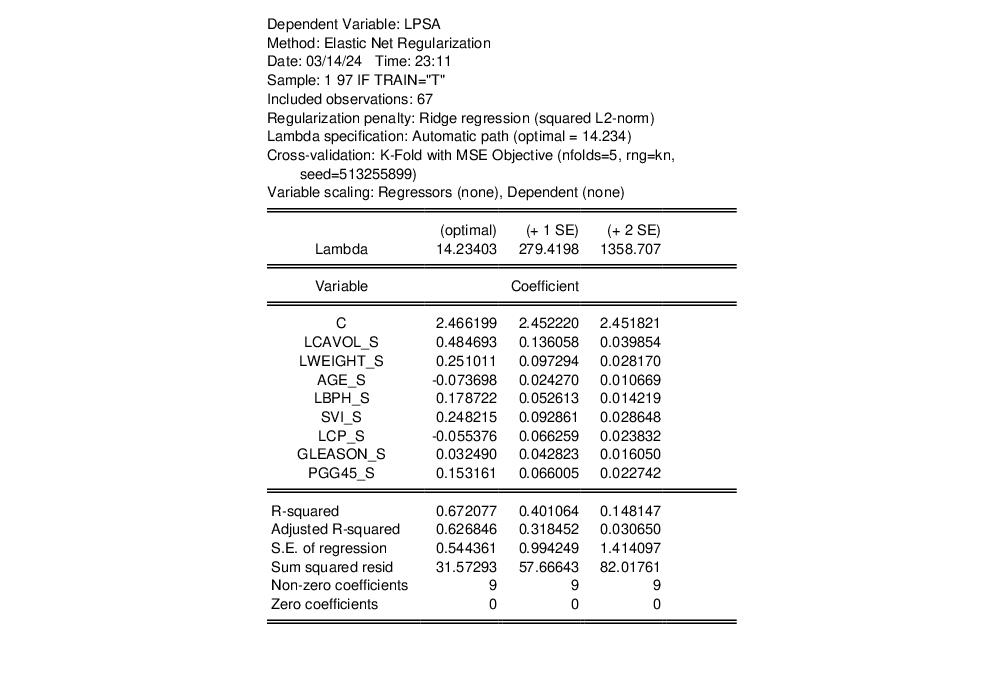 Dependent Variable: LPSA
Method: Elastic Net Regularization
Date: 03/14/24   Time: 23:11
Sample: 1 97 IF TRAIN="T"
Included observations: 67
Regularization penalty: Ridge regression (squared L2-norm)
Lambda specification: Automatic path (optimal = 14.234)
Cross-validation: K-Fold with MSE Objective (nfolds=5, rng=kn,
seed=513255899)
Variable scaling: Regressors (none), Dependent (none)
(optimal) (+ 1 SE) (+ 2 SE)
Lambda 14.23403 279.4198 1358.707
Variable Coefficient
C 2.466199 2.452220 2.451821
LCAVOL_S 0.484693 0.136058 0.039854
LWEIGHT_S 0.251011 0.097294 0.028170
AGE_S -0.073698 0.024270 0.010669
LBPH_S 0.178722 0.052613 0.014219
SVI_S 0.248215 0.092861 0.028648
LCP_S -0.055376 0.066259 0.023832
GLEASON_S 0.032490 0.042823 0.016050
PGG45_S 0.153161 0.066005 0.022742
R-squared 0.672077 0.401064 0.148147
Adjusted R-squared 0.626846 0.318452 0.030650
S.E. of regression 0.544361 0.994249 1.414097
Sum squared resid 31.57293 57.66643 82.01761
Non-zero coefficients 9 9 9
Zero coefficients 0 0 0